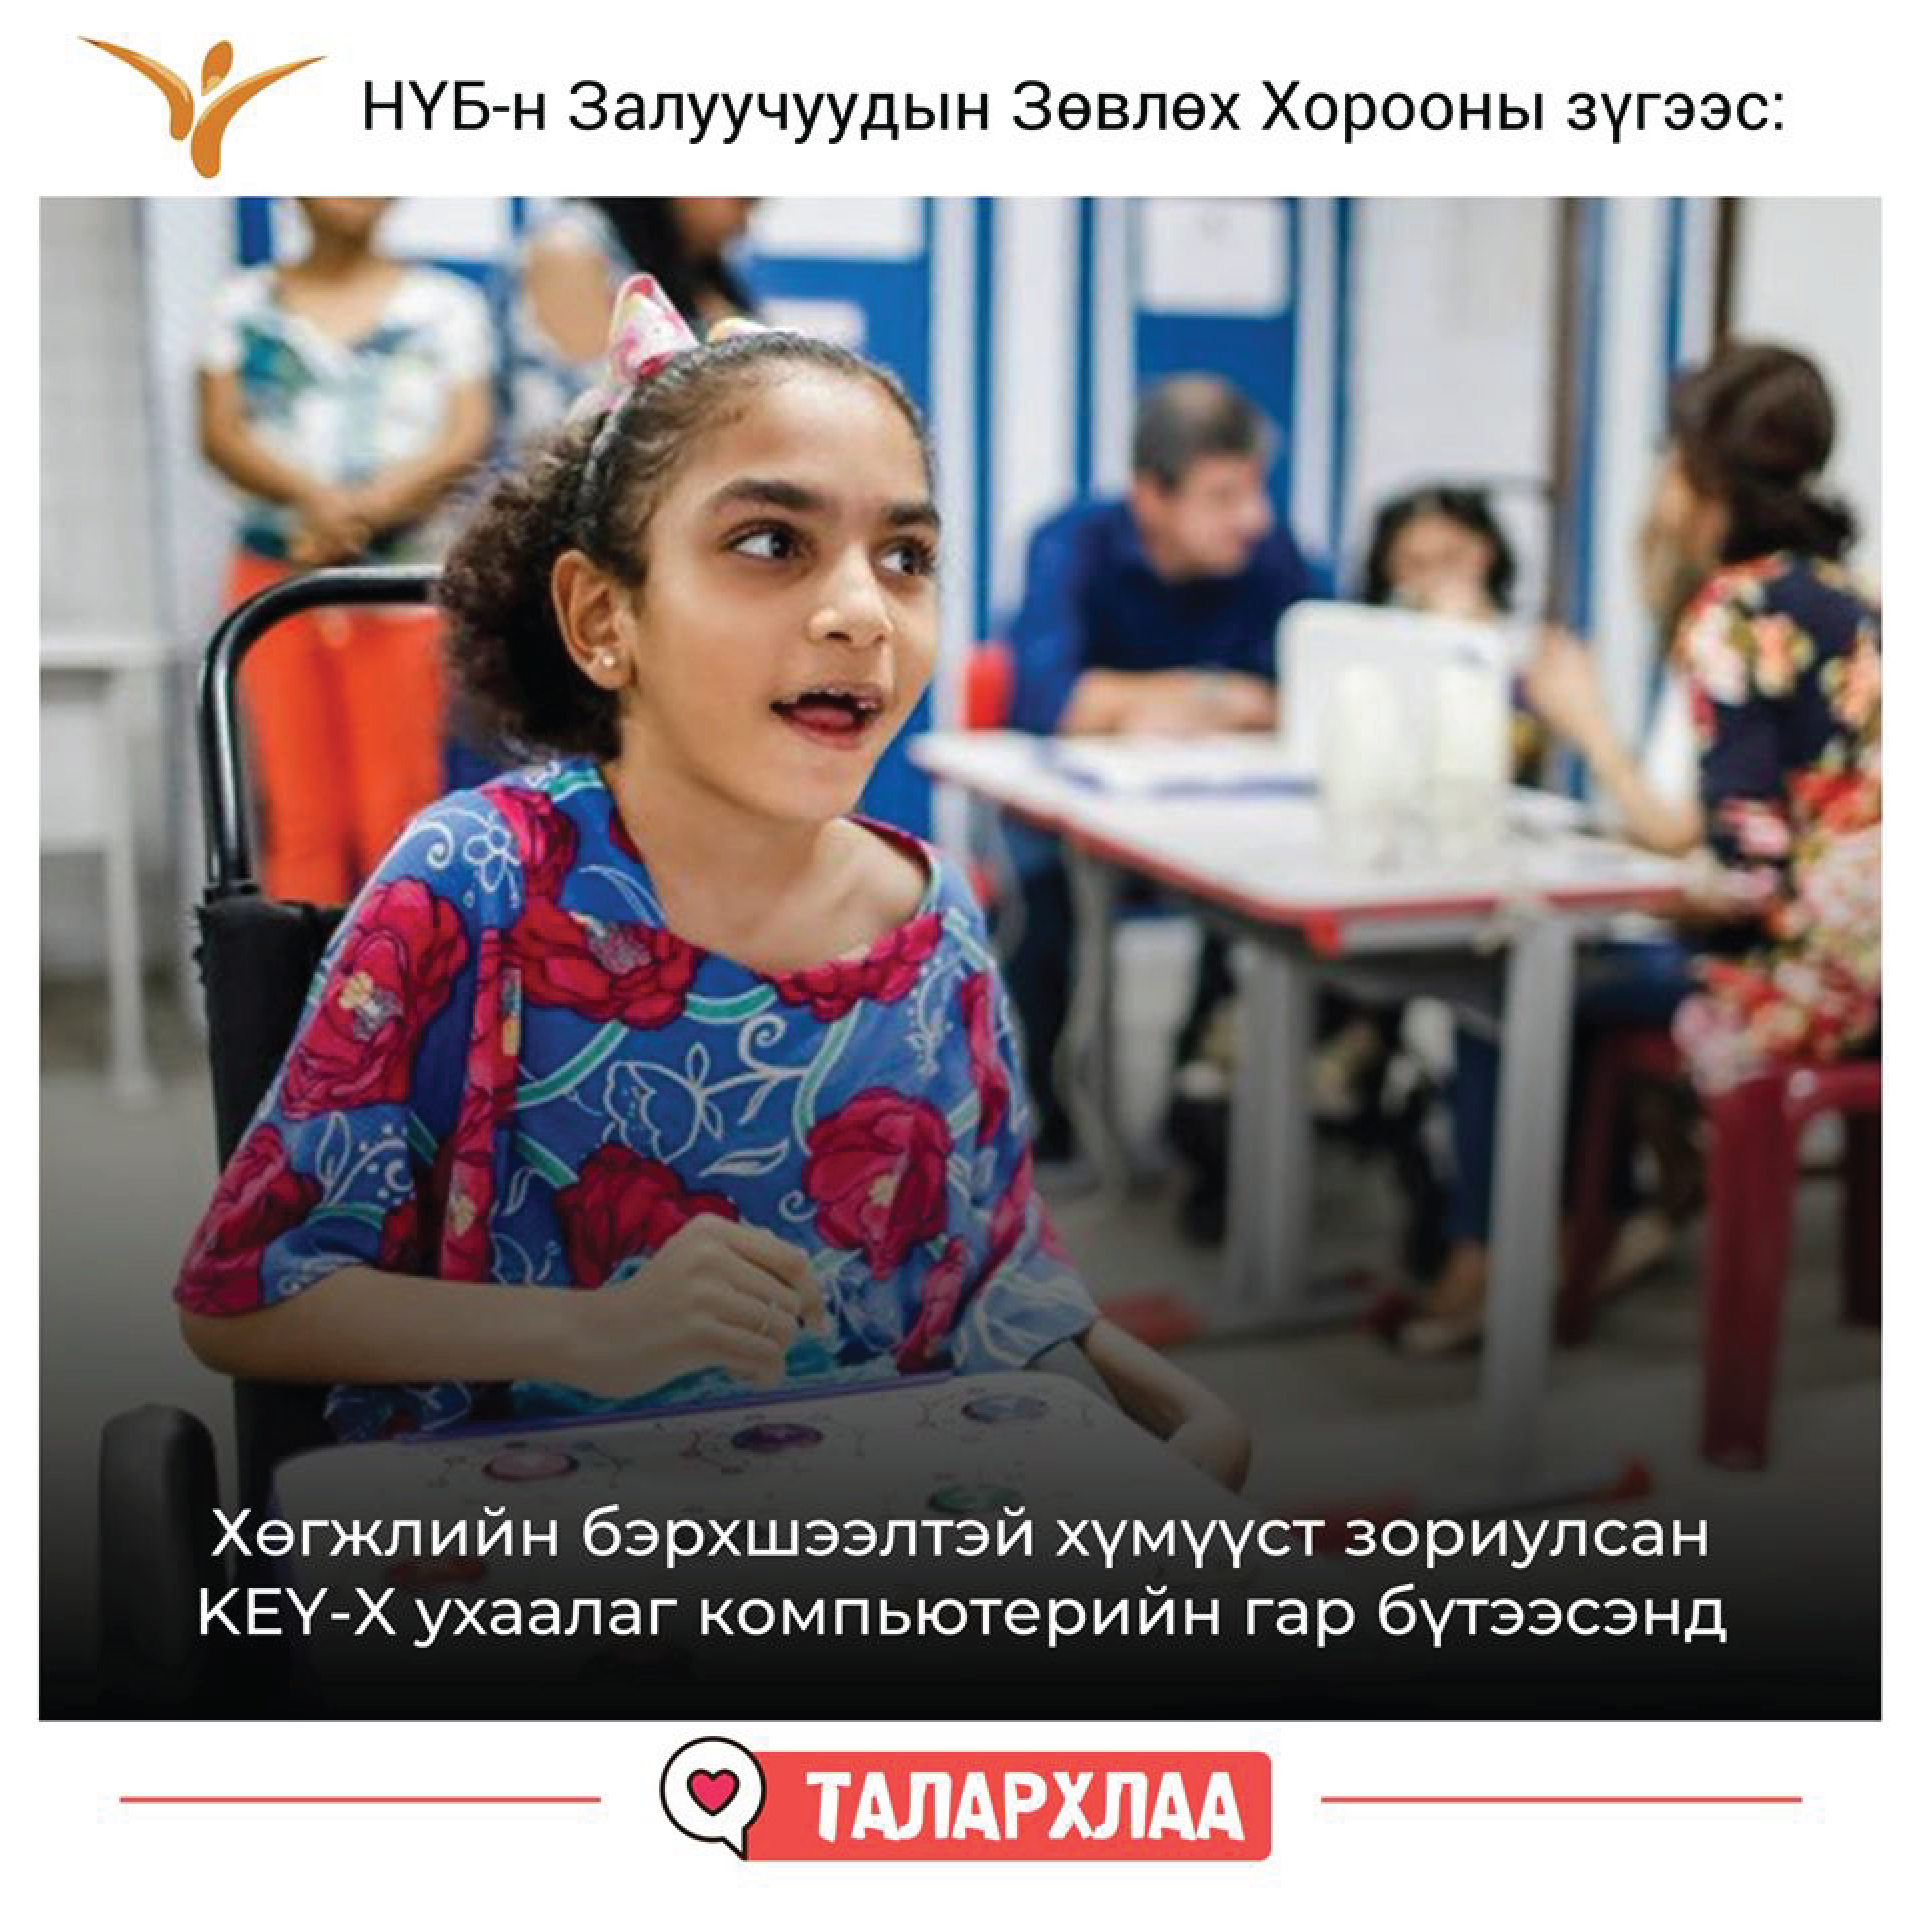 НҮБ-н Залуучуудын Зөвлөх Хорооны зүгээс:
Хөгжлийн бэрхшээлтэй хүмүүст зориулсан
KEY-X ухаалаг компьютерийн гар бүтээсэнд
ТАЛАРХЛАА